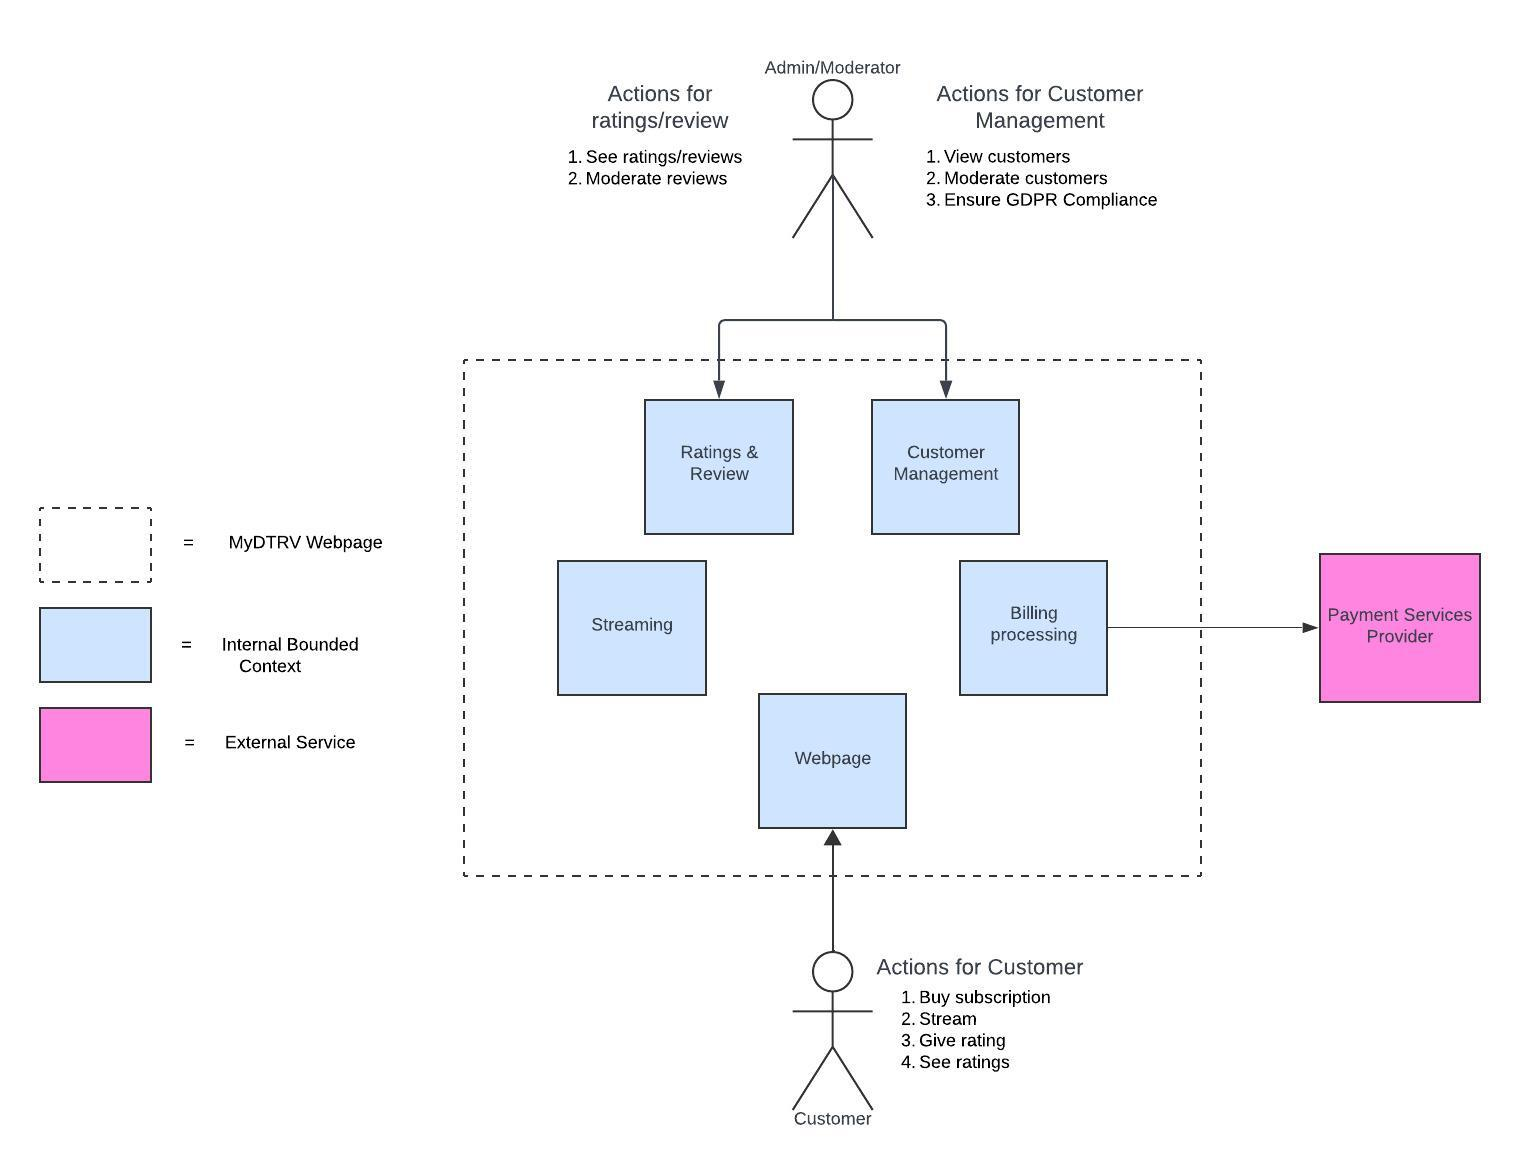 Admin/Moderator
Actions for
ratings/review
1. See ratings/reviews
2. Moderate reviews
Actions for Customer
Management
1. View customers
2. Moderate customers
3. Ensure GDPR Compliance
Ratings &
Review
Customer
Management
= MyDTRV Webpage
= Internal Bounded
Context
= External Service
Streaming
Billing
processing
Payment Services
Provider
Webpage
Actions for Customer
1. Buy subscription
2. Stream
3. Give rating
4. See ratings
Customer